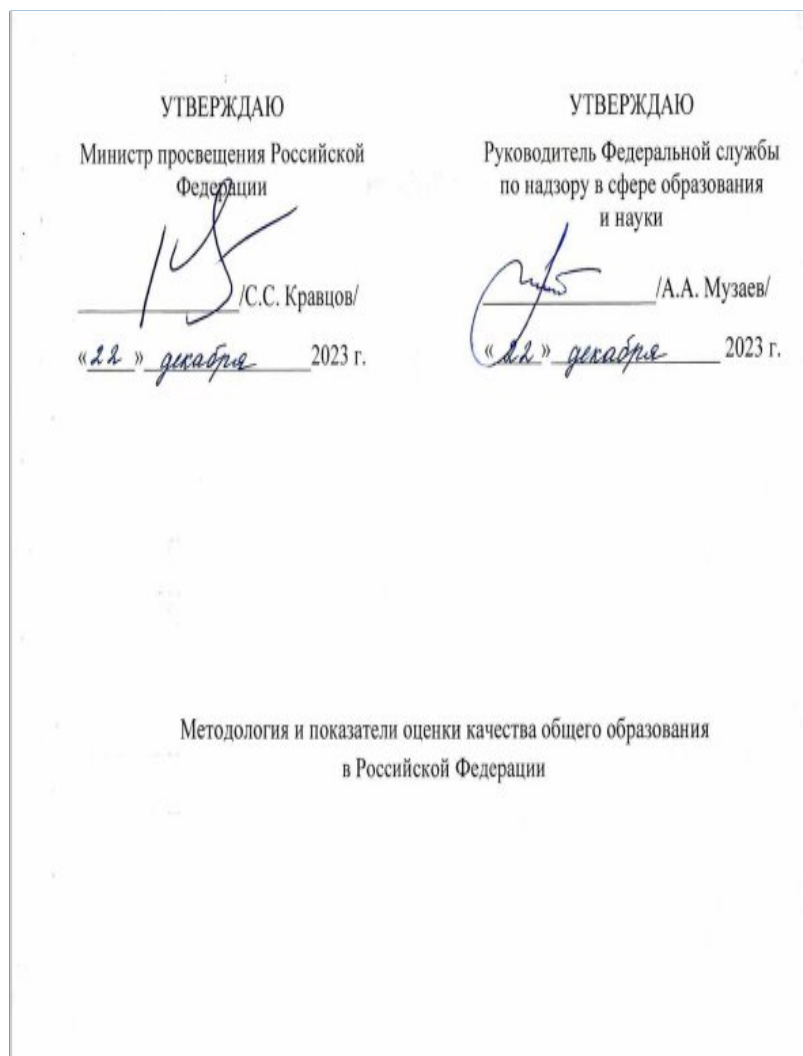 УТВЕРЖДАЮ
Министр просвещения Российской
Федерации
/С.С. Кравцов/
«22» декабря 2023 г.
УТВЕРЖДАЮ
Руководитель Федеральной службы
по надзору в сфере образования
и науки
/А.А. Музаев/
«22» декабря 2023 г.
Методология и показатели оценки качества общего образования
в Российской Федерации